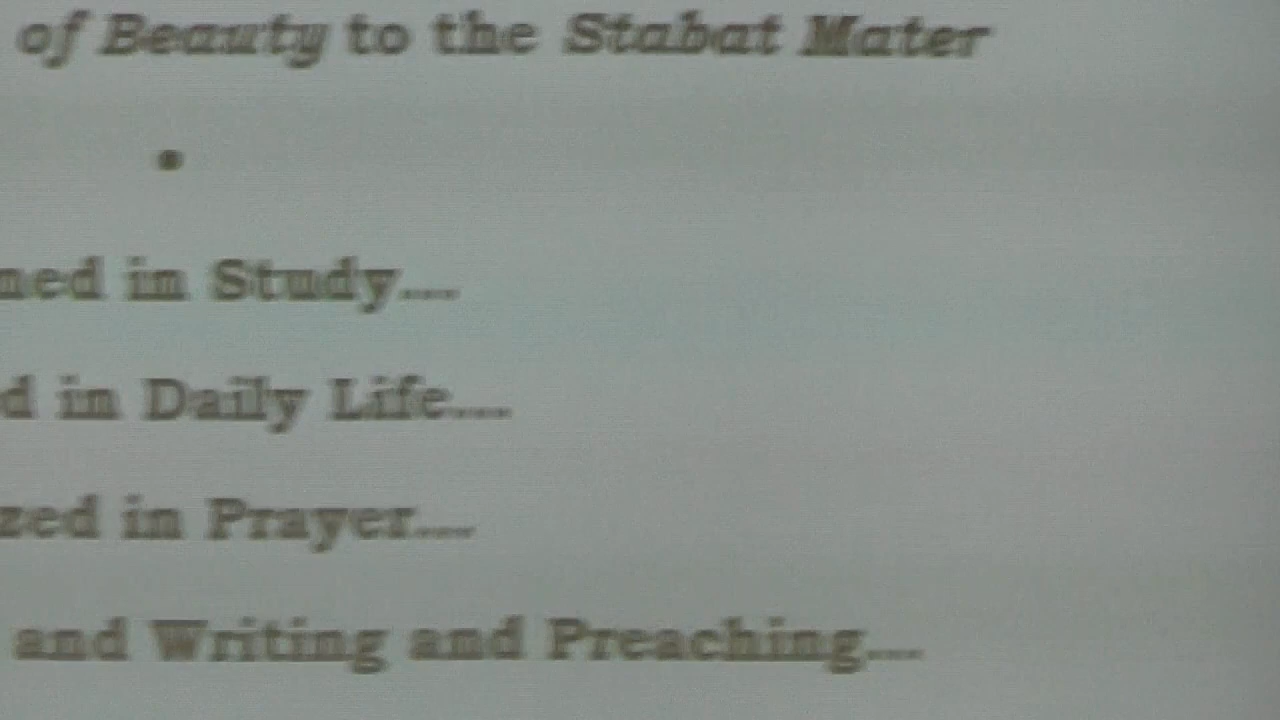 of Beauty to the Stabat Mater
ned in Study....
d in Daily Life....
zed in Prayer....
and Writing and Preaching....